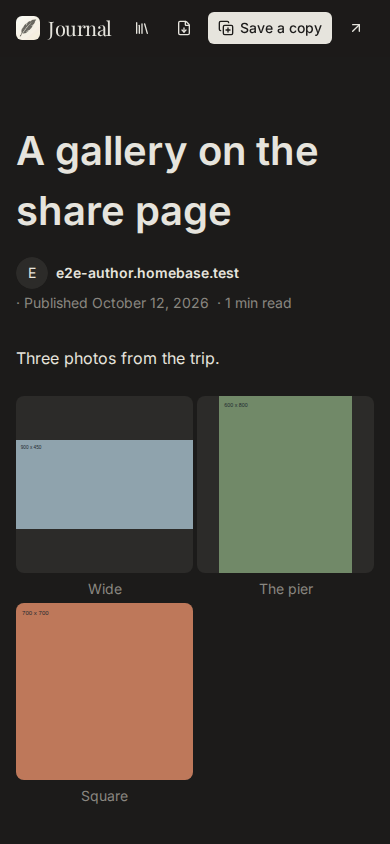 Journal
Save a copy
A gallery on the
share page
E
e2e-author.homebase.test
· Published October 12, 2026 · 1 min read
Three photos from the trip.
900 x 450
600 x 800
Wide
The pier
700 x 700
Square